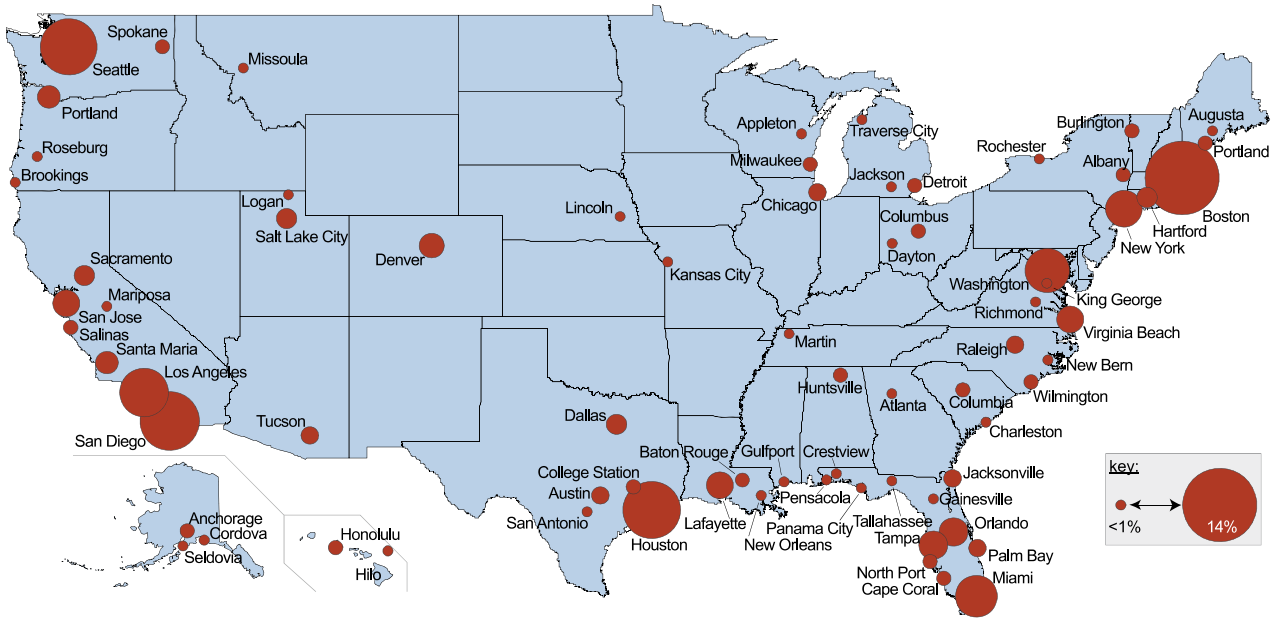 Spokane
Seattle
Missoula
Portland
Roseburg
Brookings
Logan
Salt Lake City
Denver
Lincoln
Kansas City
Sacramento
Mariposa
San Jose
Salinas
Santa Maria
Los Angeles
San Diego
Tucson
Dallas
College Station
Austin
San Antonio
Houston
Baton Rouge
Lafayette
New Orleans
Gulfport
Crestview
Pensacola
Panama City
Tallahassee
Jacksonville
Gainesville
Orlando
Tampa
Palm Bay
North Port
Cape Coral
Miami
Appleton
Traverse City
Milwaukee
Jackson
Detroit
Chicago
Columbus
Dayton
Rochester
Burlington
Augusta
Portland
Albany
Boston
Hartford
New York
Washington
King George
Richmond
Virginia Beach
Martin
Raleigh
New Bern
Huntsville
Atlanta
Columbia
Wilmington
Charleston
Anchorage
Cordova
Seldovia
Honolulu
Hilo
key:
<1%
14%